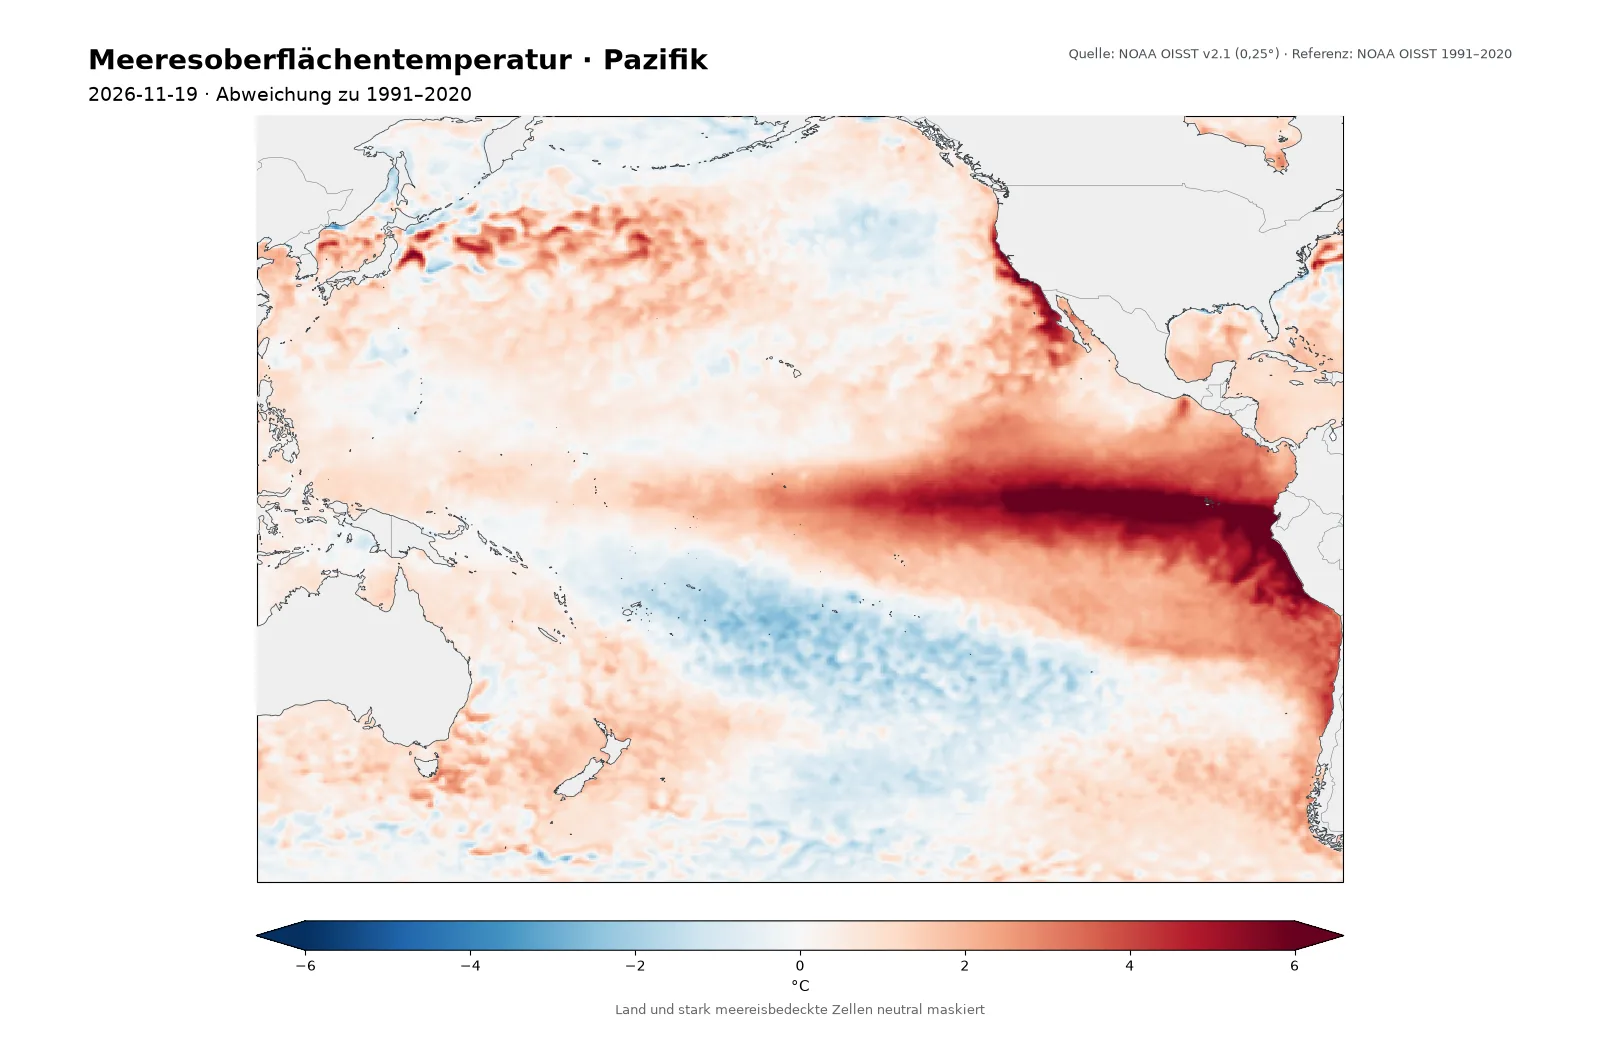 Meeresoberflächentemperatur · Pazifik
Quelle: NOAA OISST v2.1 (0,25°) · Referenz: NOAA OISST 1991–2020
2026-11-19 · Abweichung zu 1991–2020
−6 −4 −2 0 2 4 6
°C
Land und stark meereisbedeckte Zellen neutral maskiert